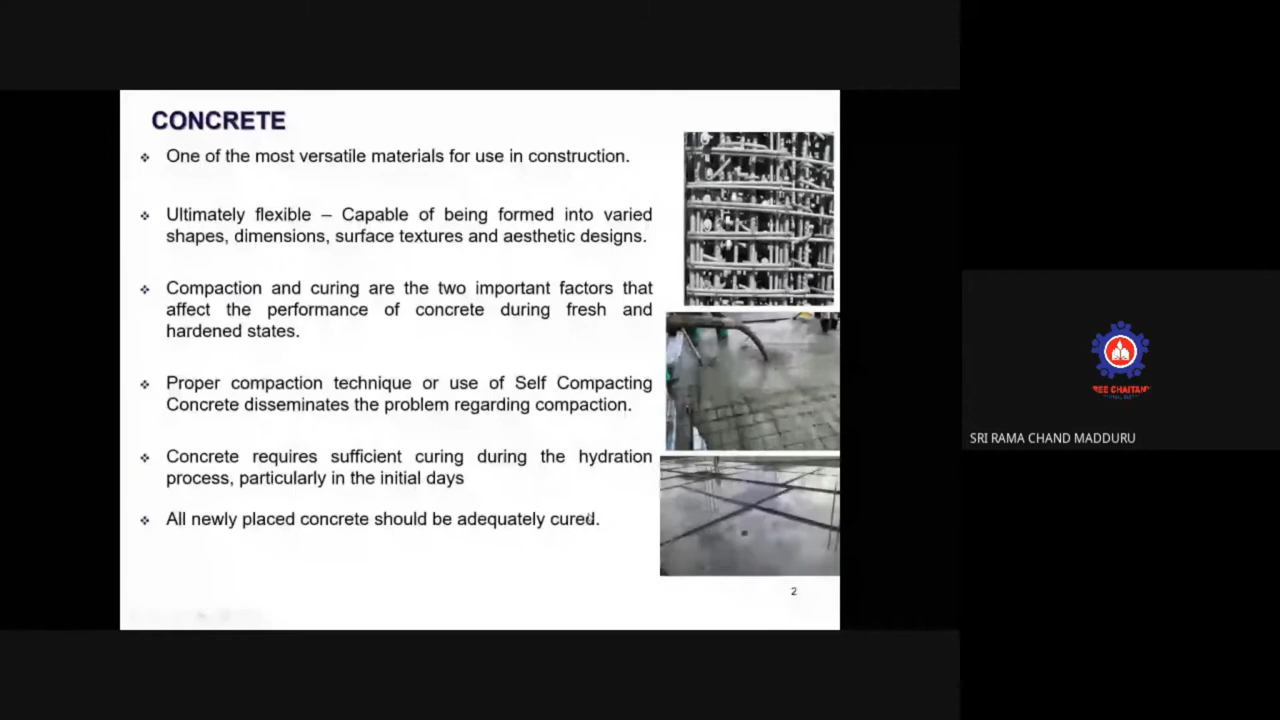 CONCRETE
❖ One of the most versatile materials for use in construction.
❖ Ultimately flexible – Capable of being formed into varied
shapes, dimensions, surface textures and aesthetic designs.
❖ Compaction and curing are the two important factors that
affect the performance of concrete during fresh and
hardened states.
❖ Proper compaction technique or use of Self Compacting
Concrete disseminates the problem regarding compaction.
❖ Concrete requires sufficient curing during the hydration
process, particularly in the initial days
❖ All newly placed concrete should be adequately cured.
2
REE CHAITAN
SRI RAMA CHAND MADDURU